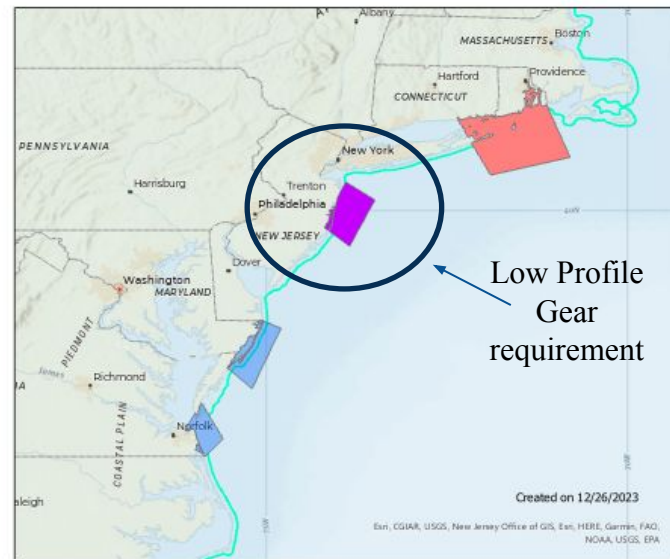 Albany
MASSACHUSETTS
Boston
Hartford
Providence
CONNECTICUT
PENNSYLVANIA
New York
Harrisburg
Trenton
Philadelphia
NEW JERSEY
Dover
Washington
MARYLAND
Low Profile
Gear
requirement
PIEDMONT
Richmond
James
Norfolk
COASTAL PLAIN
aleigh
Created on 12/26/2023
Esri, CGIAR, USGS, New Jersey Office of GIS, Esri, HERE, Garmin, FAO,
NOAA, USGS, EPA